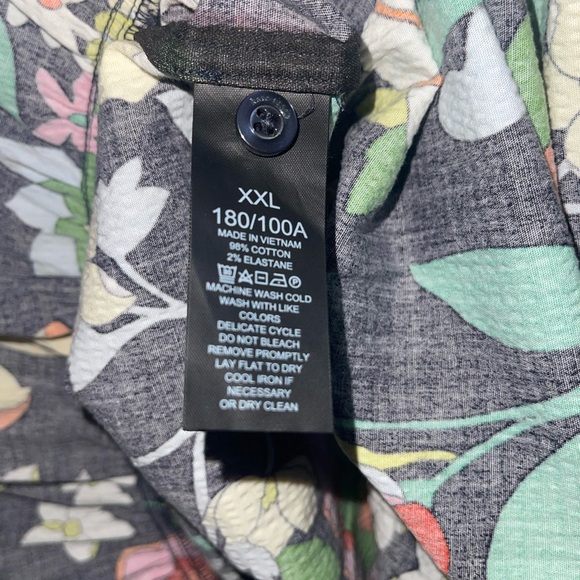 XXL
180/100A
MADE IN VIETNAM
98% COTTON
2% ELASTANE
MACHINE WASH COLD
WASH WITH LIKE
COLORS
DELICATE CYCLE
DO NOT BLEACH
REMOVE PROMPTLY
LAY FLAT TO DRY
COOL IRON IF
NECESSARY
OR DRY CLEAN